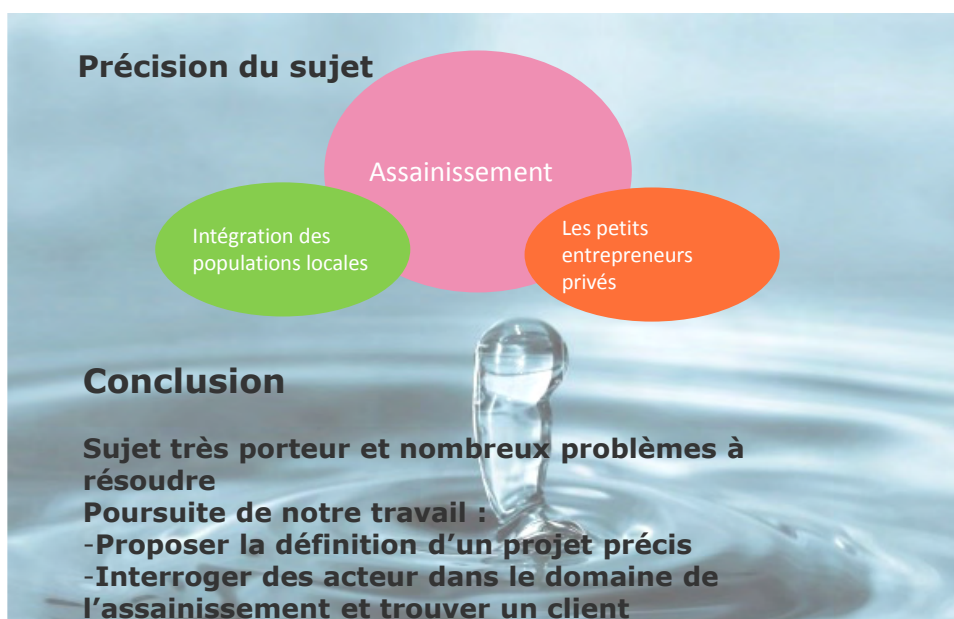 Précision du sujet
Assainissement
Intégration des
populations locales
Les petits
entrepreneurs
privés
Conclusion
Sujet très porteur et nombreux problèmes à
résoudre
Poursuite de notre travail :
-Proposer la définition d’un projet précis
-Interroger des acteur dans le domaine de
l’assainissement et trouver un client